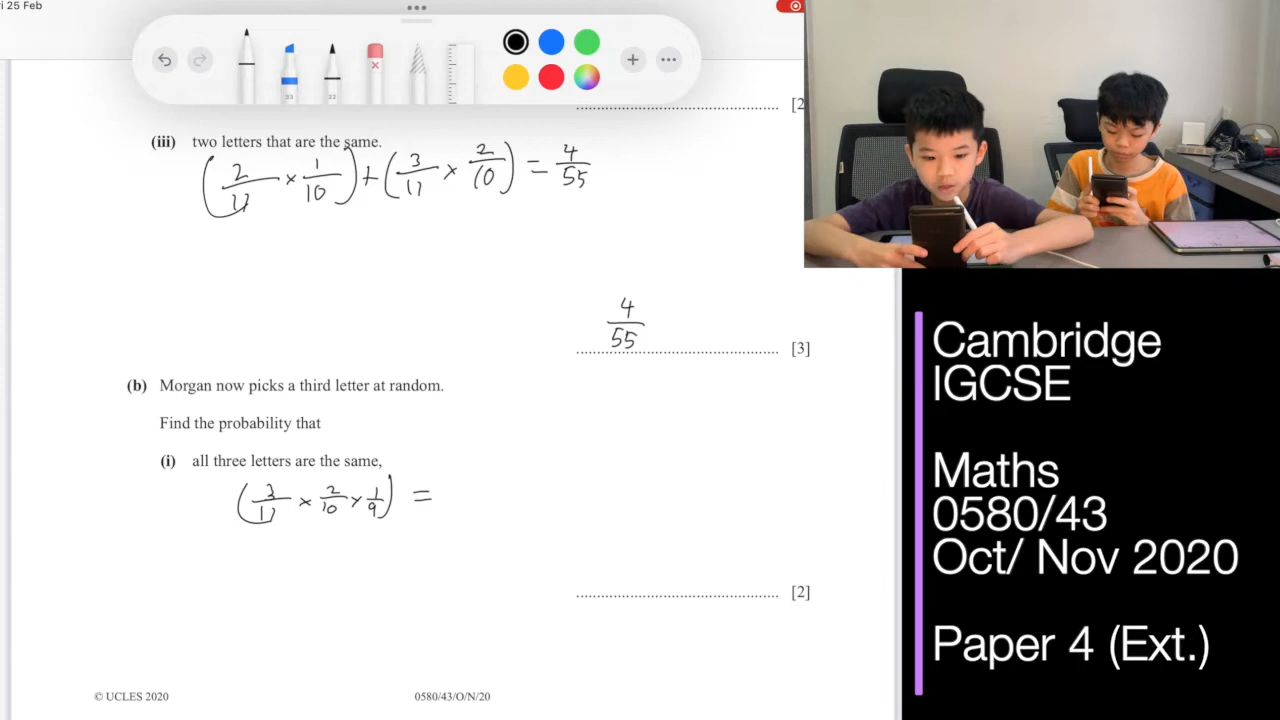 ri 25 Feb
33
22
[2
(iii) two letters that are the same.
(2/11 × 1/10) + (3/11 × 2/10) = 4/55
4/55
[3]
(b) Morgan now picks a third letter at random.
Find the probability that
(i) all three letters are the same,
(3/11 × 2/10 × 1/9) =
[2]
© UCLES 2020
0580/43/O/N/20
Cambridge
IGCSE
Maths
0580/43
Oct/ Nov 2020
Paper 4 (Ext.)